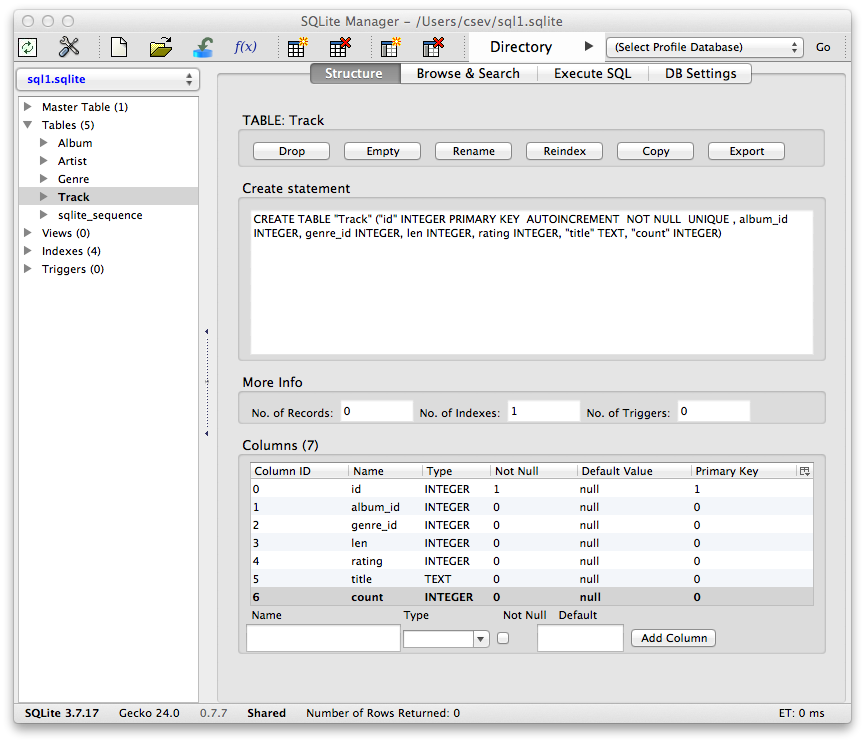 SQLite Manager - /Users/csev/sql1.sqlite
f(x) Directory (Select Profile Database) Go
sql1.sqlite
Structure Browse & Search Execute SQL DB Settings
Master Table (1)
Tables (5)
Album
Artist
Genre
Track
sqlite_sequence
Views (0)
Indexes (4)
Triggers (0)
TABLE: Track
Drop Empty Rename Reindex Copy Export
Create statement
CREATE TABLE "Track" ("id" INTEGER PRIMARY KEY  AUTOINCREMENT  NOT NULL  UNIQUE , album_id
INTEGER, genre_id INTEGER, len INTEGER, rating INTEGER, "title" TEXT, "count" INTEGER)
More Info
No. of Records: 0 No. of Indexes: 1 No. of Triggers: 0
Columns (7)
Column ID Name Type Not Null Default Value Primary Key
0 id INTEGER 1 null 1
1 album_id INTEGER 0 null 0
2 genre_id INTEGER 0 null 0
3 len INTEGER 0 null 0
4 rating INTEGER 0 null 0
5 title TEXT 0 null 0
6 count INTEGER 0 null 0
Name Type Not Null Default
Add Column
SQLite 3.7.17 Gecko 24.0 0.7.7 Shared Number of Rows Returned: 0 ET: 0 ms